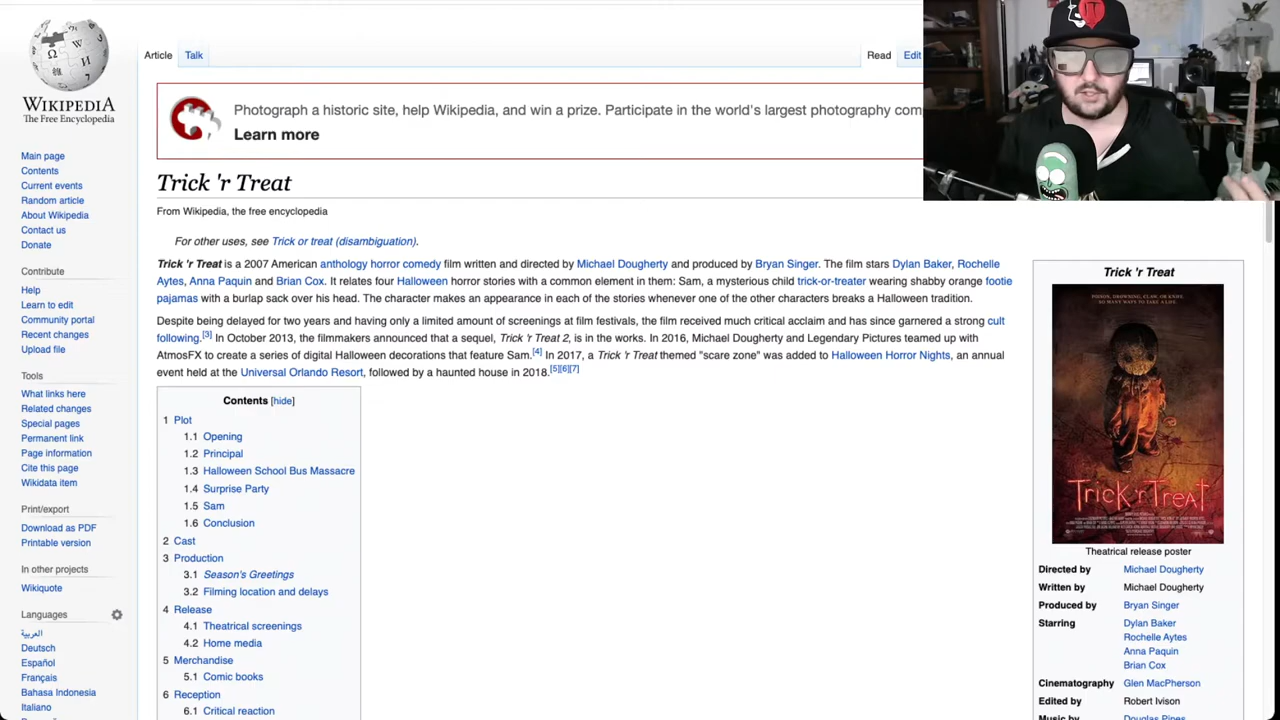 WIKIPEDIA
The Free Encyclopedia
Main page
Contents
Current events
Random article
About Wikipedia
Contact us
Donate
Contribute
Help
Learn to edit
Community portal
Recent changes
Upload file
Tools
What links here
Related changes
Special pages
Permanent link
Page information
Cite this page
Wikidata item
Print/export
Download as PDF
Printable version
In other projects
Wikiquote
Languages
العربية
Deutsch
Español
Français
Bahasa Indonesia
Italiano
Article Talk
Read Edit
Photograph a historic site, help Wikipedia, and win a prize. Participate in the world's largest photography com
Learn more
Trick 'r Treat
From Wikipedia, the free encyclopedia
For other uses, see Trick or treat (disambiguation).
Trick 'r Treat is a 2007 American anthology horror comedy film written and directed by Michael Dougherty and produced by Bryan Singer. The film stars Dylan Baker, Rochelle
Aytes, Anna Paquin and Brian Cox. It relates four Halloween horror stories with a common element in them: Sam, a mysterious child trick-or-treater wearing shabby orange footie
pajamas with a burlap sack over his head. The character makes an appearance in each of the stories whenever one of the other characters breaks a Halloween tradition.
Despite being delayed for two years and having only a limited amount of screenings at film festivals, the film received much critical acclaim and has since garnered a strong cult
following.[3] In October 2013, the filmmakers announced that a sequel, Trick 'r Treat 2, is in the works. In 2016, Michael Dougherty and Legendary Pictures teamed up with
AtmosFX to create a series of digital Halloween decorations that feature Sam.[4] In 2017, a Trick 'r Treat themed "scare zone" was added to Halloween Horror Nights, an annual
event held at the Universal Orlando Resort, followed by a haunted house in 2018.[5][6][7]
Contents [hide]
1 Plot
1.1 Opening
1.2 Principal
1.3 Halloween School Bus Massacre
1.4 Surprise Party
1.5 Sam
1.6 Conclusion
2 Cast
3 Production
3.1 Season's Greetings
3.2 Filming location and delays
4 Release
4.1 Theatrical screenings
4.2 Home media
5 Merchandise
5.1 Comic books
6 Reception
6.1 Critical reaction
Trick 'r Treat
POISON, DROWNING, CLAW, OR KNIFE.
SO MANY WAYS TO TAKE A LIFE.
Trick 'r Treat
Theatrical release poster
Directed by Michael Dougherty
Written by Michael Dougherty
Produced by Bryan Singer
Starring Dylan Baker
Rochelle Aytes
Anna Paquin
Brian Cox
Cinematography Glen MacPherson
Edited by Robert Ivison
Music by Douglas Pipes